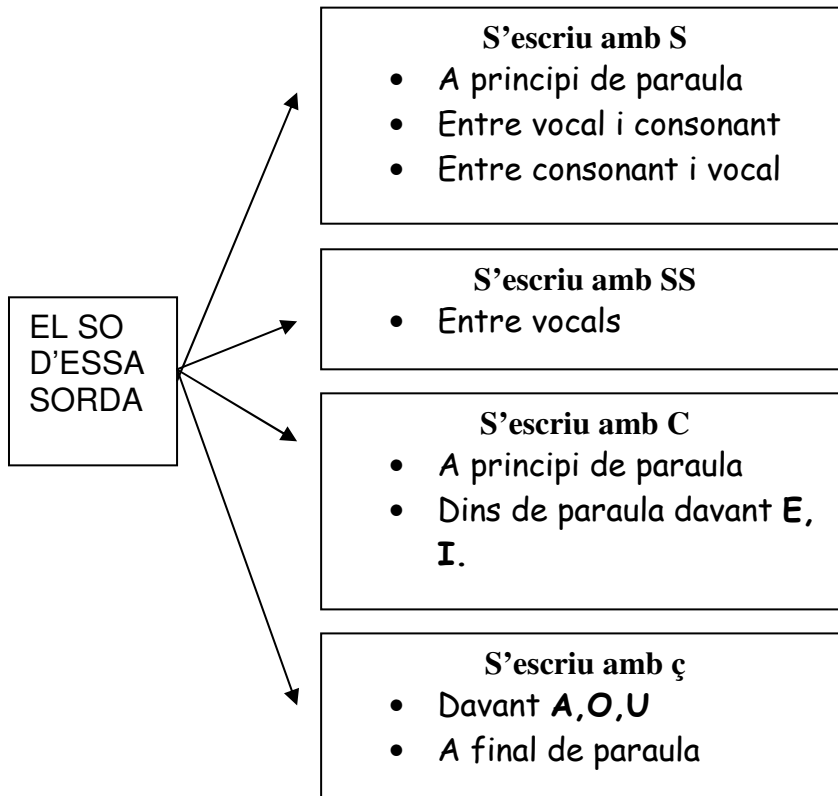 S’escriu amb S
• A principi de paraula
• Entre vocal i consonant
• Entre consonant i vocal
S’escriu amb SS
• Entre vocals
EL SO
D'ESSA
SORDA
S’escriu amb C
• A principi de paraula
• Dins de paraula davant E,
I.
S’escriu amb ç
• Davant A,O,U
• A final de paraula